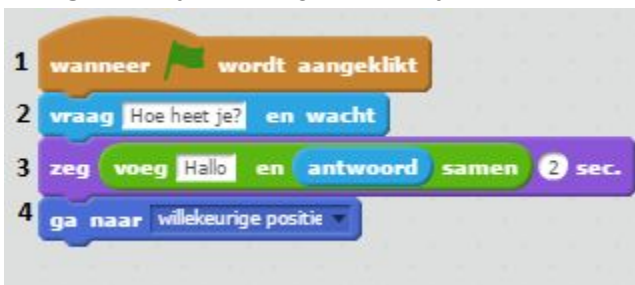 1 wanneer wordt aangeklikt
2 vraag Hoe heet je? en wacht
3 zeg voeg Hallo en antwoord samen 2 sec.
4 ga naar willekeurige positie